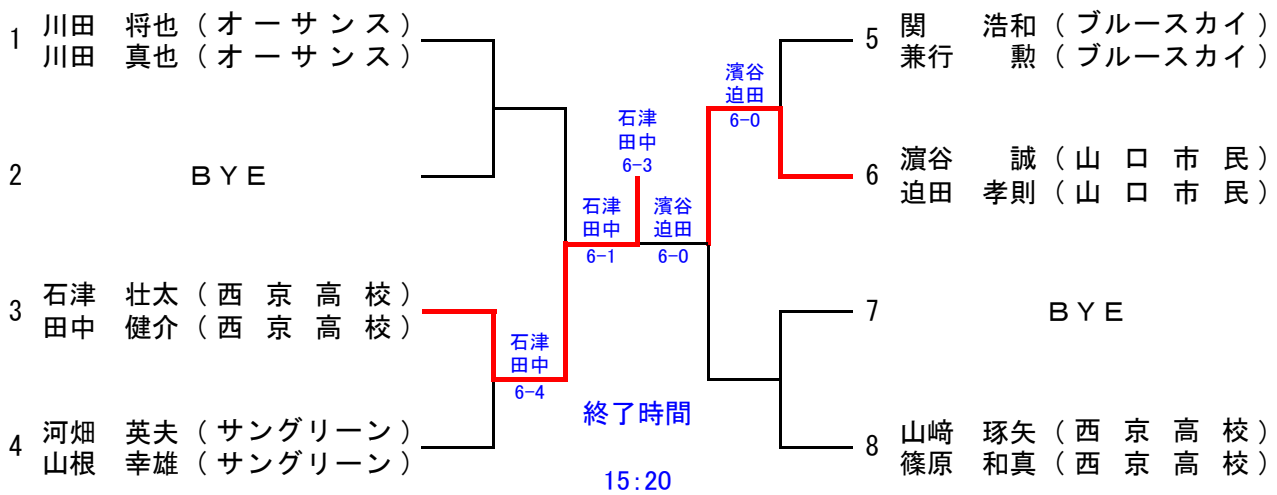 1 川田 将也（オーサンス）
川田 真也（オーサンス）
2 ＢＹＥ
3 石津 壮太（西京高校）
田中 健介（西京高校）
4 河畑 英夫（サングリーン）
山根 幸雄（サングリーン）
石津
田中
6-4
石津
田中
6-1
石津
田中
6-3
濱谷
迫田
6-0
濱谷
迫田
6-0
終了時間
15:20
5 関 浩和（ブルースカイ）
兼行 勲（ブルースカイ）
6 濱谷 誠（山口市民）
迫田 孝則（山口市民）
7 ＢＹＥ
8 山﨑 琢矢（西京高校）
篠原 和真（西京高校）